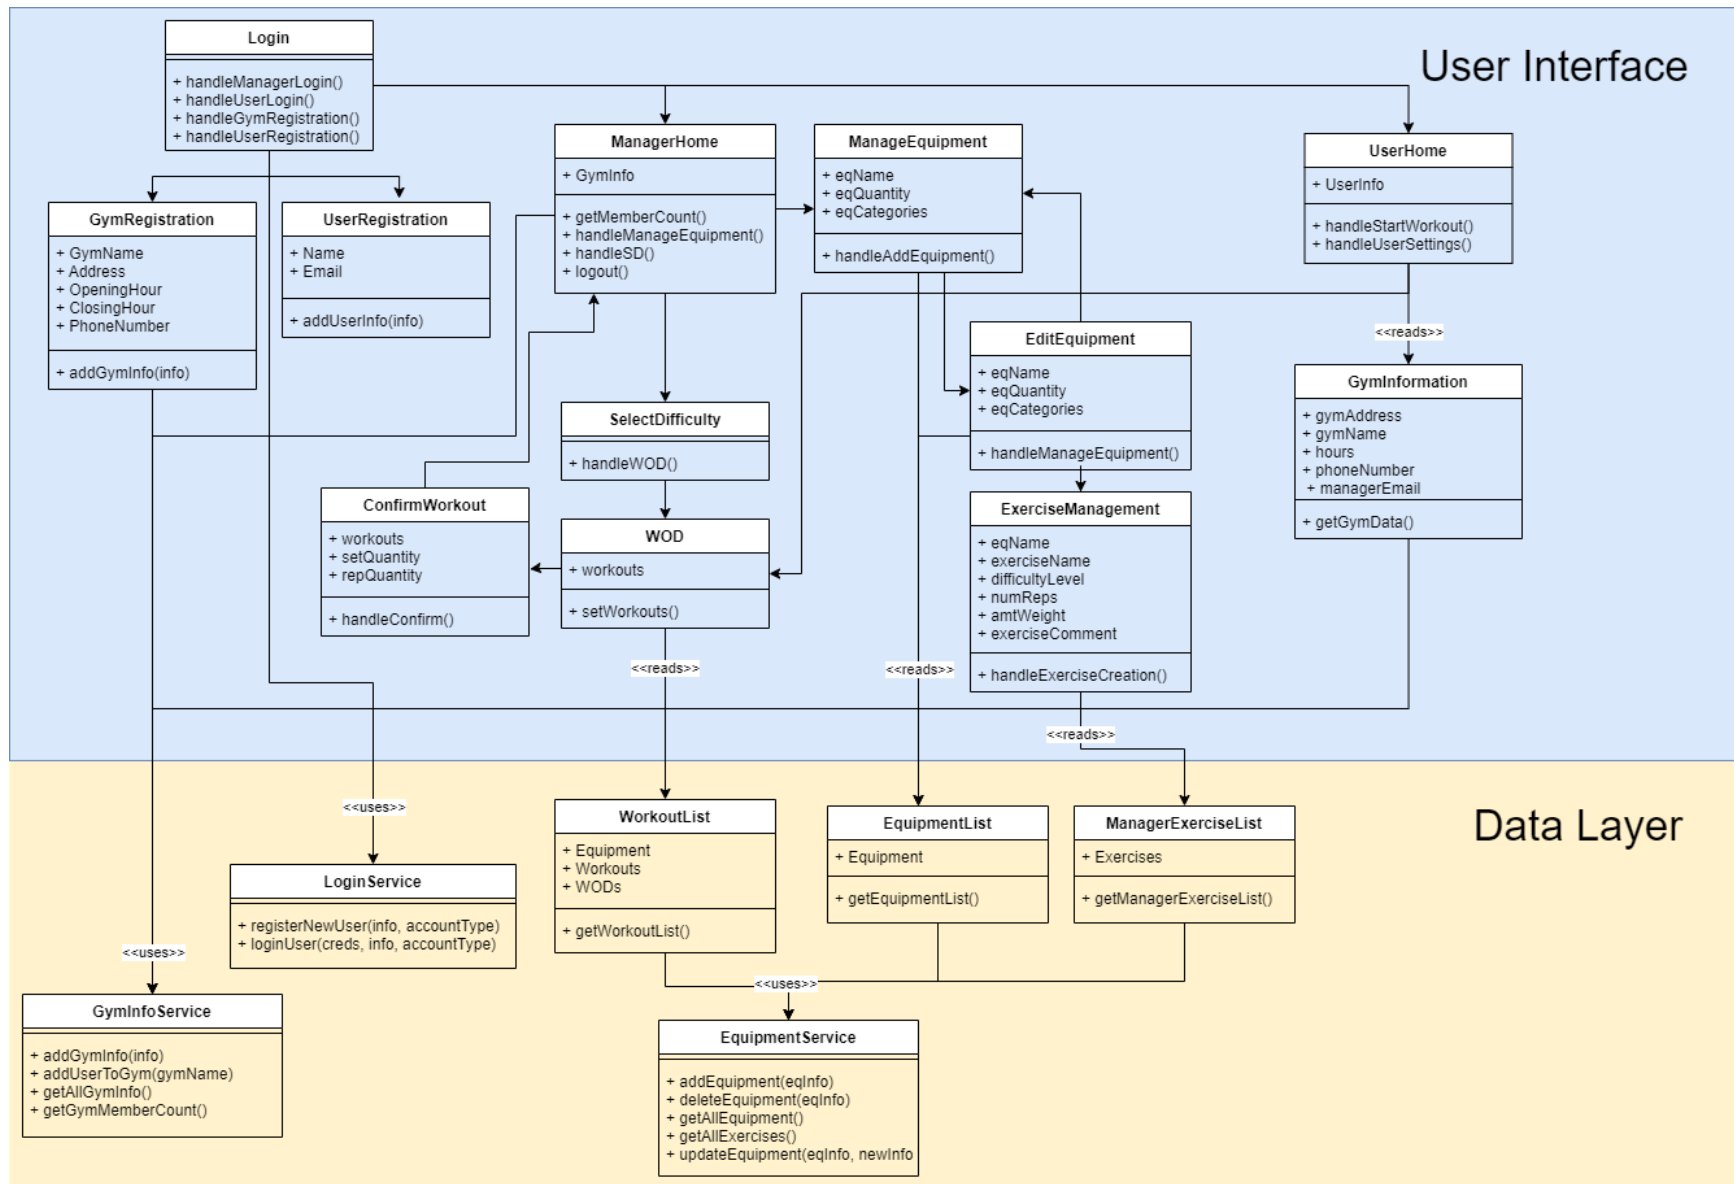 User Interface
Login
+ handleManagerLogin()
+ handleUserLogin()
+ handleGymRegistration()
+ handleUserRegistration()
ManagerHome
+ GymInfo
+ getMemberCount()
+ handleManageEquipment()
+ handleSD()
+ logout()
ManageEquipment
+ eqName
+ eqQuantity
+ eqCategories
+ handleAddEquipment()
UserHome
+ UserInfo
+ handleStartWorkout()
+ handleUserSettings()
GymRegistration
+ GymName
+ Address
+ OpeningHour
+ ClosingHour
+ PhoneNumber
+ addGymInfo(info)
UserRegistration
+ Name
+ Email
+ addUserInfo(info)
<<reads>>
EditEquipment
+ eqName
+ eqQuantity
+ eqCategories
+ handleManageEquipment()
GymInformation
+ gymAddress
+ gymName
+ hours
+ phoneNumber
+ managerEmail
+ getGymData()
SelectDifficulty
+ handleWOD()
ConfirmWorkout
+ workouts
+ setQuantity
+ repQuantity
+ handleConfirm()
WOD
+ workouts
+ setWorkouts()
ExerciseManagement
+ eqName
+ exerciseName
+ difficultyLevel
+ numReps
+ amtWeight
+ exerciseComment
+ handleExerciseCreation()
<<reads>>
<<reads>>
<<reads>>
Data Layer
<<uses>>
WorkoutList
+ Equipment
+ Workouts
+ WODs
+ getWorkoutList()
EquipmentList
+ Equipment
+ getEquipmentList()
ManagerExerciseList
+ Exercises
+ getManagerExerciseList()
LoginService
+ registerNewUser(info, accountType)
+ loginUser(creds, info, accountType)
<<uses>>
<<uses>>
GymInfoService
+ addGymInfo(info)
+ addUserToGym(gymName)
+ getAllGymInfo()
+ getGymMemberCount()
EquipmentService
+ addEquipment(eqInfo)
+ deleteEquipment(eqInfo)
+ getAllEquipment()
+ getAllExercises()
+ updateEquipment(eqInfo, newInfo